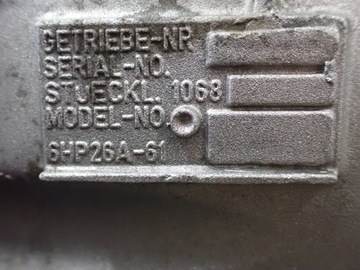 GETRIEBE-NR
SERIAL-NO.
STUECKL. 1068
MODEL-NO.
6HP26A-61